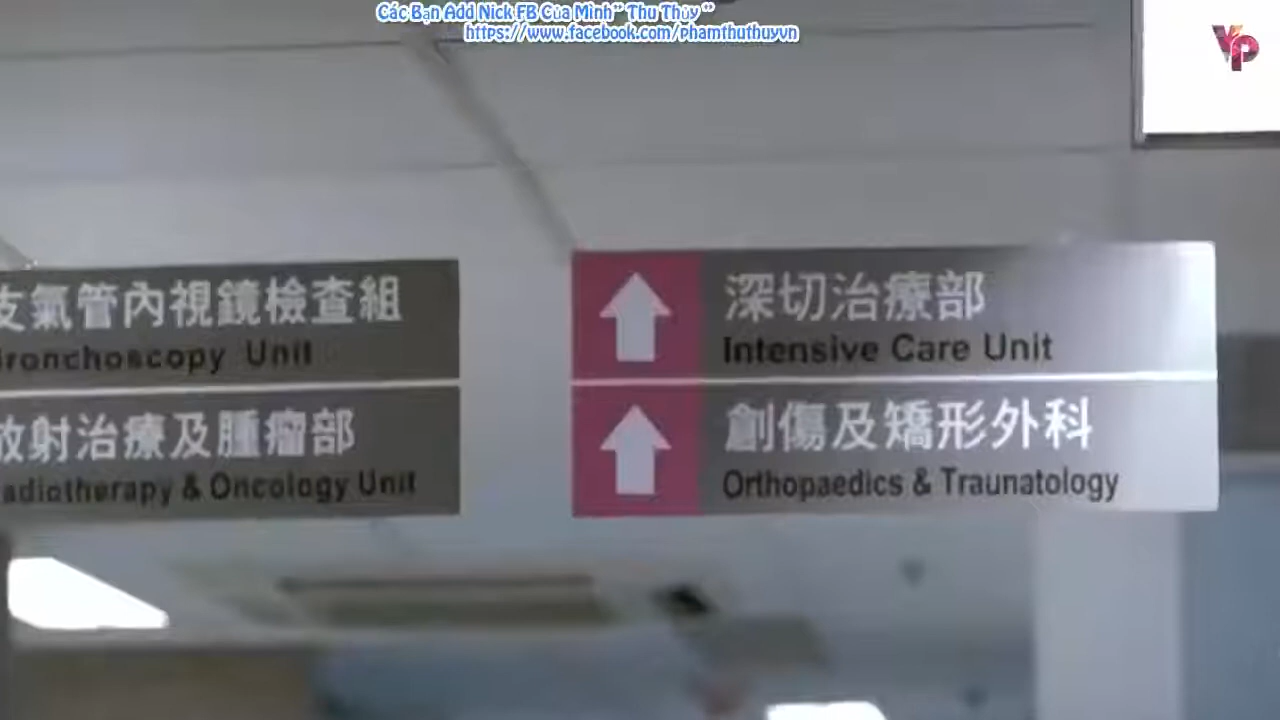 Các Bạn Add Nick FB Của Mình" Thu Thủy "
https://www.facebook.com/phamthuthuyvn
VP
支氣管內視鏡檢查組
ronchoscopy Unit
放射治療及腫瘤部
adiotherapy & Oncology Unit
深切治療部
Intensive Care Unit
創傷及矯形外科
Orthopaedics & Traunatology